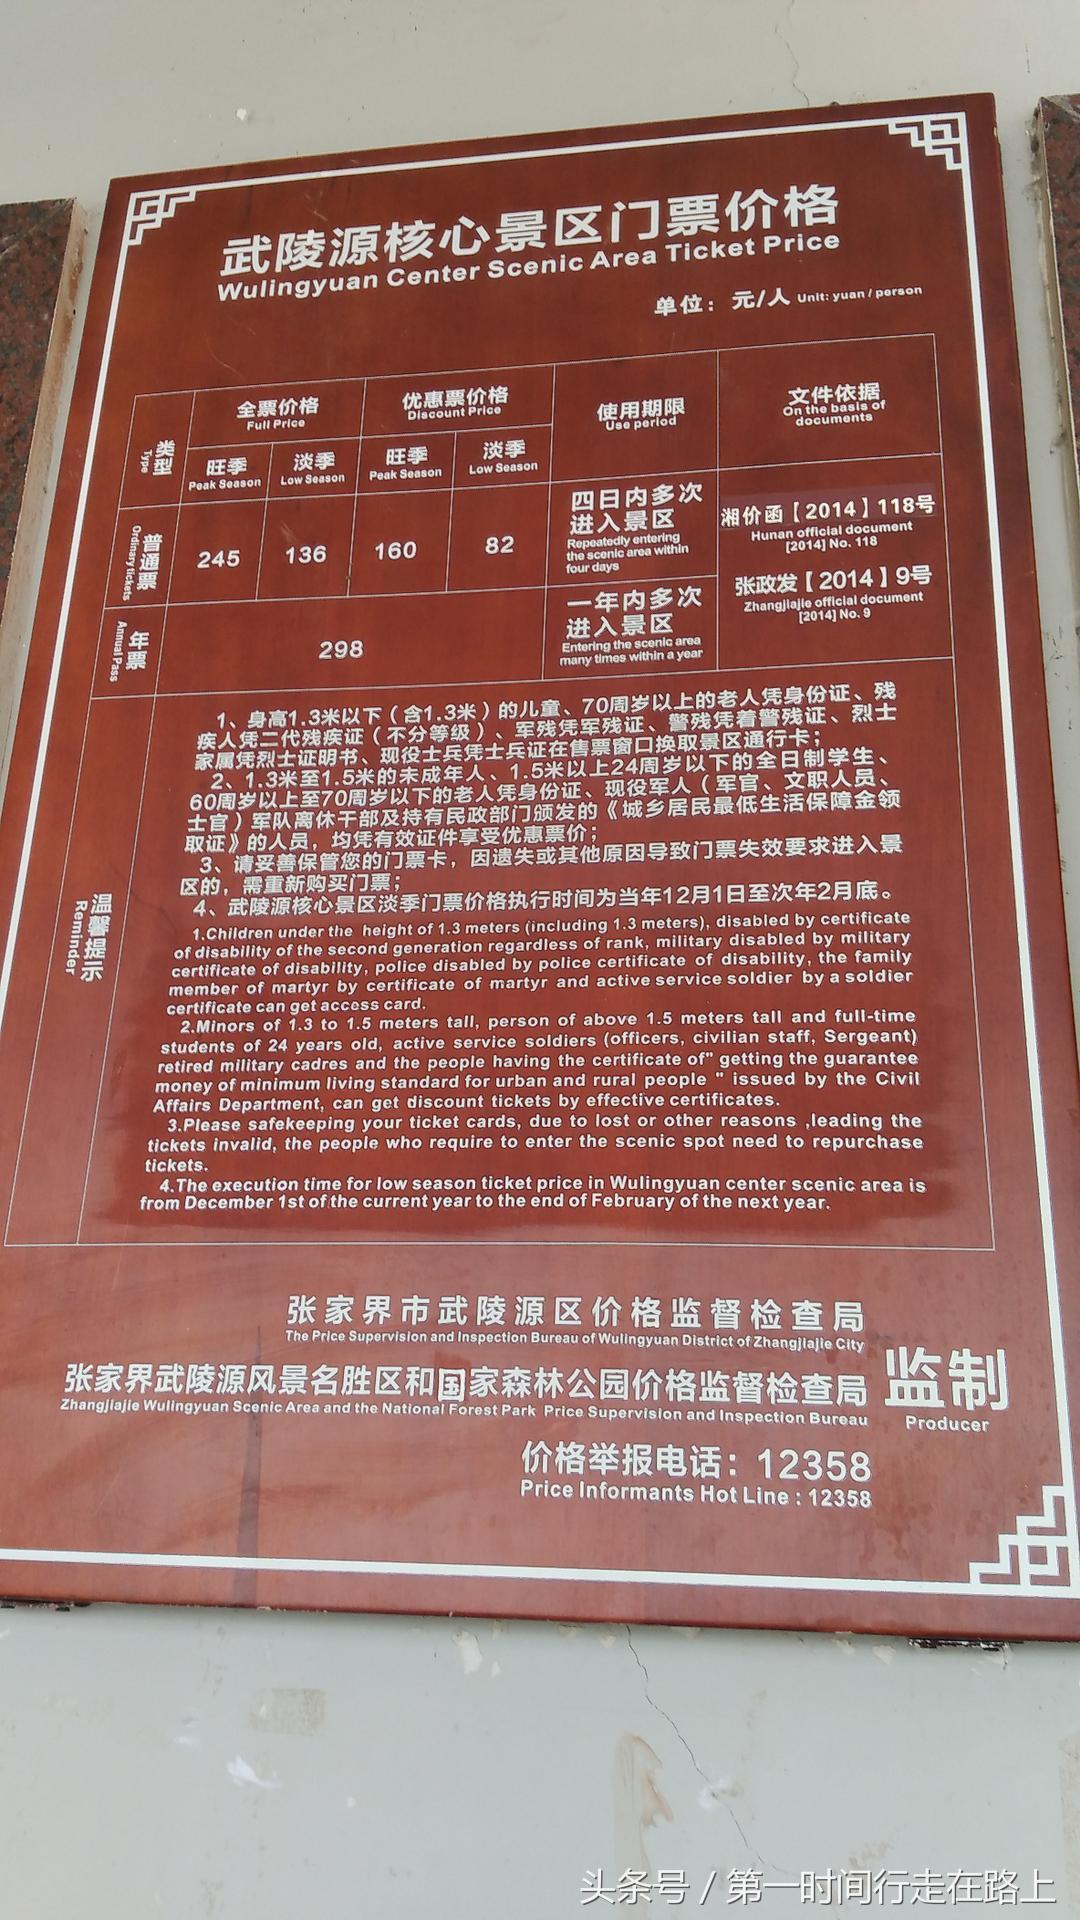 武陵源核心景区门票价格
Wulingyuan Center Scenic Area Ticket Price
单位：元/人 Unit: yuan / person
类型
Type
全票价格
Full Price
优惠票价格
Discount Price
使用期限
Use period
文件依据
On the basis of
documents
旺季
Peak Season
淡季
Low Season
旺季
Peak Season
淡季
Low Season
普通票
Ordinary tickets
245
136
160
82
四日内多次
进入景区
Repeatedly entering
the scenic area within
four days
湘价函【2014】118号
Hunan official document
[2014] No. 118
张政发【2014】9号
Zhangjiajie official document
[2014] No. 9
年票
Annual Pass
298
一年内多次
进入景区
Entering the scenic area
many times within a year
温馨提示
Reminder
1、身高1.3米以下（含1.3米）的儿童、70周岁以上的老人凭身份证、残
疾人凭二代残疾证（不分等级）、军残凭军残证、警残凭着警残证、烈士
家属凭烈士证明书、现役士兵凭士兵证在售票窗口换取景区通行卡；
2、1.3米至1.5米的未成年人、1.5米以上24周岁以下的全日制学生、
60周岁以上至70周岁以下的老人凭身份证、现役军人（军官、文职人员、
士官）军队离休干部及持有民政部门颁发的《城乡居民最低生活保障金领
取证》的人员，均凭有效证件享受优惠票价；
3、请妥善保管您的门票卡，因遗失或其他原因导致门票失效要求进入景
区的，需重新购买门票；
4、武陵源核心景区淡季门票价格执行时间为当年12月1日至次年2月底。
1.Children under the height of 1.3 meters (including 1.3 meters), disabled by certificate
of disability of the second generation regardless of rank, military disabled by military
certificate of disability, police disabled by police certificate of disability, the family
member of martyr by certificate of martyr and active service soldier by a soldier
certificate can get access card.
2.Minors of 1.3 to 1.5 meters tall, person of above 1.5 meters tall and full-time
students of 24 years old, active service soldiers (officers, civilian staff, Sergeant)
retired military cadres and the people having the certificate of" getting the guarantee
money of minimum living standard for urban and rural people " issued by the Civil
Affairs Department, can get discount tickets by effective certificates.
3.Please safekeeping your ticket cards, due to lost or other reasons ,leading the
tickets invalid, the people who require to enter the scenic spot need to repurchase
tickets.
4.The execution time for low season ticket price in Wulingyuan center scenic area is
from December 1st of the current year to the end of February of the next year.
张家界市武陵源区价格监督检查局
The Price Supervision and Inspection Bureau of Wulingyuan District of Zhangjiajie City
张家界武陵源风景名胜区和国家森林公园价格监督检查局
Zhangjiajie Wulingyuan Scenic Area and the National Forest Park Price Supervision and Inspection Bureau
监制
Producer
价格举报电话：12358
Price Informants Hot Line : 12358
头条号 / 第一时间行走在路上